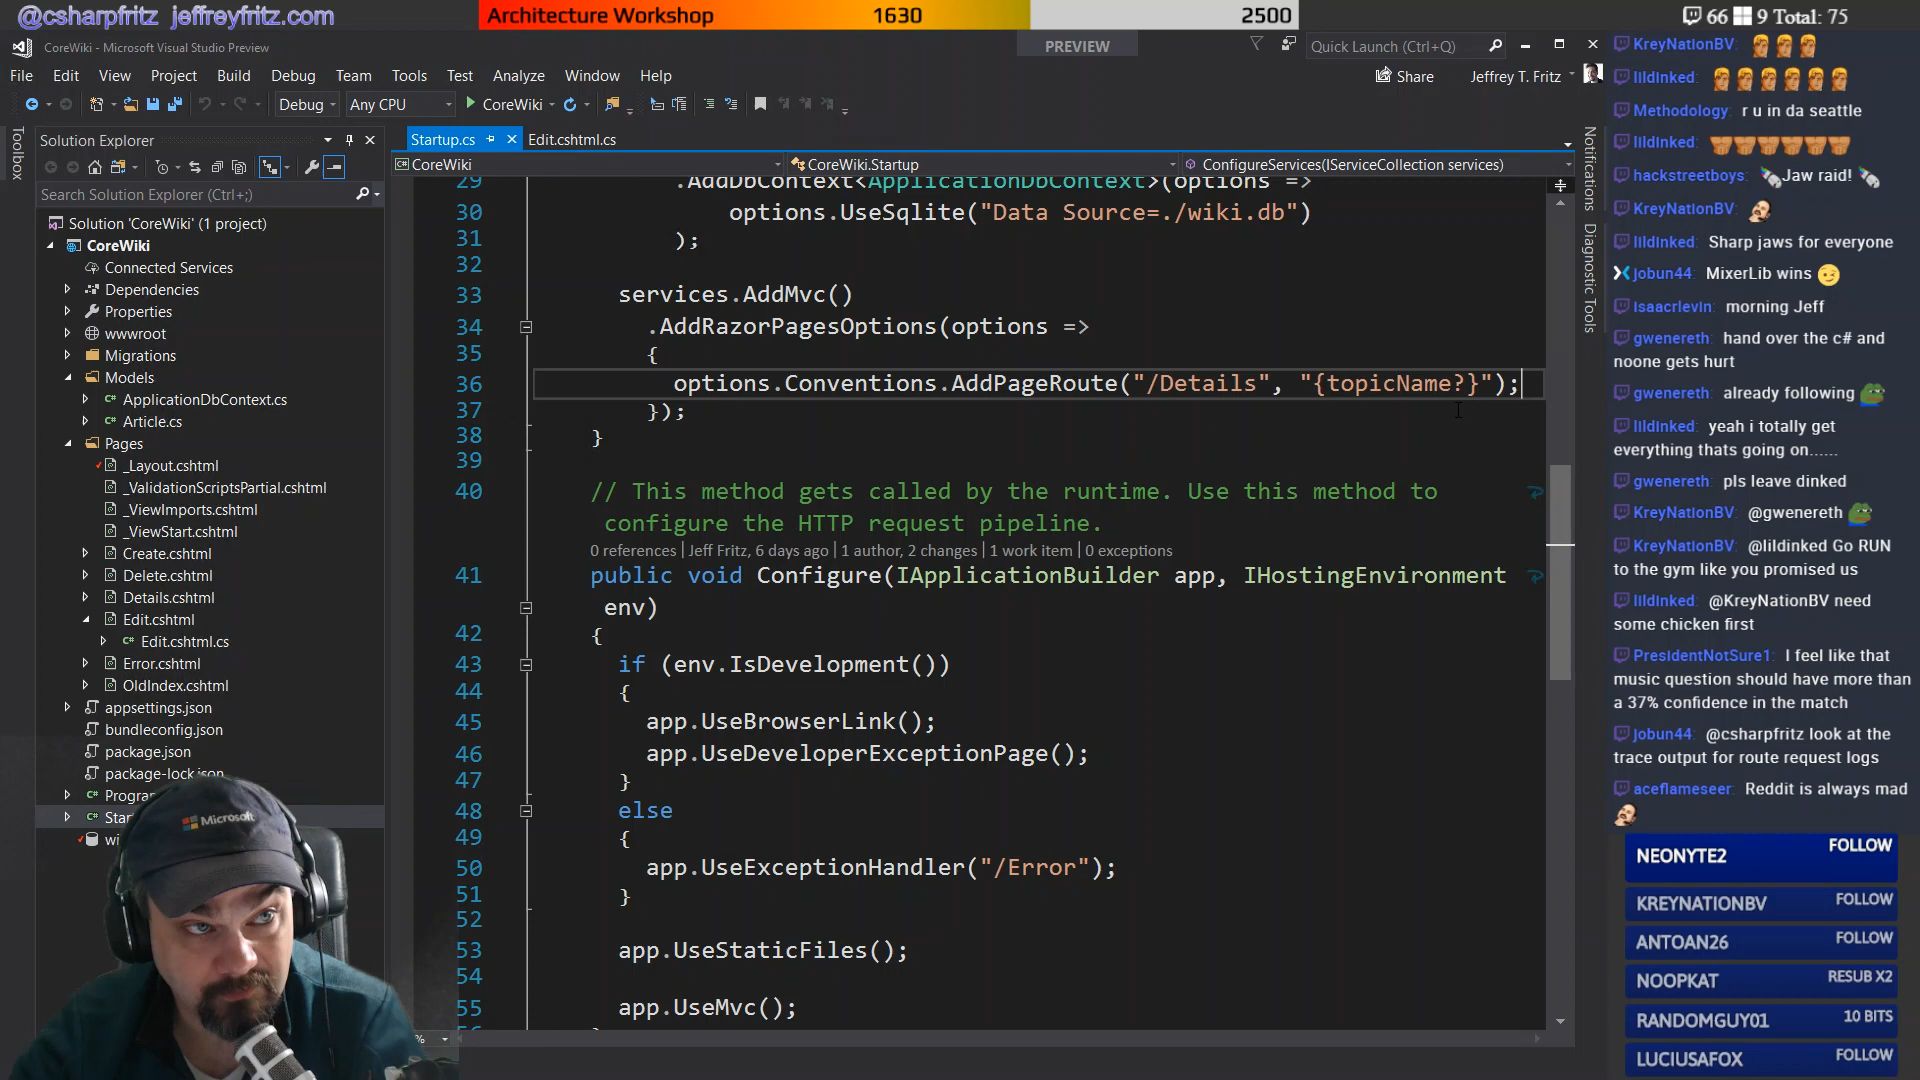 @csharpfritz jeffreyfritz.com
Architecture Workshop 1630 2500
66 9 Total: 75
CoreWiki - Microsoft Visual Studio Preview
PREVIEW
Quick Launch (Ctrl+Q)
File Edit View Project Build Debug Team Tools Test Analyze Window Help
Share Jeffrey T. Fritz
Debug Any CPU CoreWiki
Toolbox
Solution Explorer
Search Solution Explorer (Ctrl+;)
Solution 'CoreWiki' (1 project)
CoreWiki
Connected Services
Dependencies
Properties
wwwroot
Migrations
Models
ApplicationDbContext.cs
Article.cs
Pages
_Layout.cshtml
_ValidationScriptsPartial.cshtml
_ViewImports.cshtml
_ViewStart.cshtml
Create.cshtml
Delete.cshtml
Details.cshtml
Edit.cshtml
Edit.cshtml.cs
Error.cshtml
OldIndex.cshtml
appsettings.json
bundleconfig.json
package.json
package-lock.json
Startup.cs Edit.cshtml.cs
CoreWiki CoreWiki.Startup ConfigureServices(IServiceCollection services)
29 .AddDbContext<ApplicationDbContext>(options =>
30 options.UseSqlite("Data Source=./wiki.db")
31 );
32
33 services.AddMvc()
34 .AddRazorPagesOptions(options =>
35 {
36 options.Conventions.AddPageRoute("/Details", "{topicName?}");
37 });
38 }
39
40 // This method gets called by the runtime. Use this method to
configure the HTTP request pipeline.
0 references | Jeff Fritz, 6 days ago | 1 author, 2 changes | 1 work item | 0 exceptions
41 public void Configure(IApplicationBuilder app, IHostingEnvironment
env)
42 {
43 if (env.IsDevelopment())
44 {
45 app.UseBrowserLink();
46 app.UseDeveloperExceptionPage();
47 }
48 else
49 {
50 app.UseExceptionHandler("/Error");
51 }
52
53 app.UseStaticFiles();
54
55 app.UseMvc();
Notifications
Diagnostic Tools
KreyNationBV:
lildInked:
Methodology: r u in da seattle
lildInked:
hackstreetboys: Jaw raid!
KreyNationBV:
lildInked: Sharp jaws for everyone
jobun44: MixerLib wins
isaacrlevin: morning Jeff
gwenereth: hand over the c# and
noone gets hurt
gwenereth: already following
lildInked: yeah i totally get
everything thats going on......
gwenereth: pls leave dinked
KreyNationBV: @gwenereth
KreyNationBV: @lildinked Go RUN
to the gym like you promised us
lildInked: @KreyNationBV need
some chicken first
PresidentNotSure1: I feel like that
music question should have more than
a 37% confidence in the match
jobun44: @csharpfritz look at the
trace output for route request logs
aceflameseer: Reddit is always mad
NEONYTE2 FOLLOW
KREYNATIONBV FOLLOW
ANTOAN26 FOLLOW
NOOPKAT RESUB X2
RANDOMGUY01 10 BITS
LUCIUSAFOX FOLLOW
Microsoft